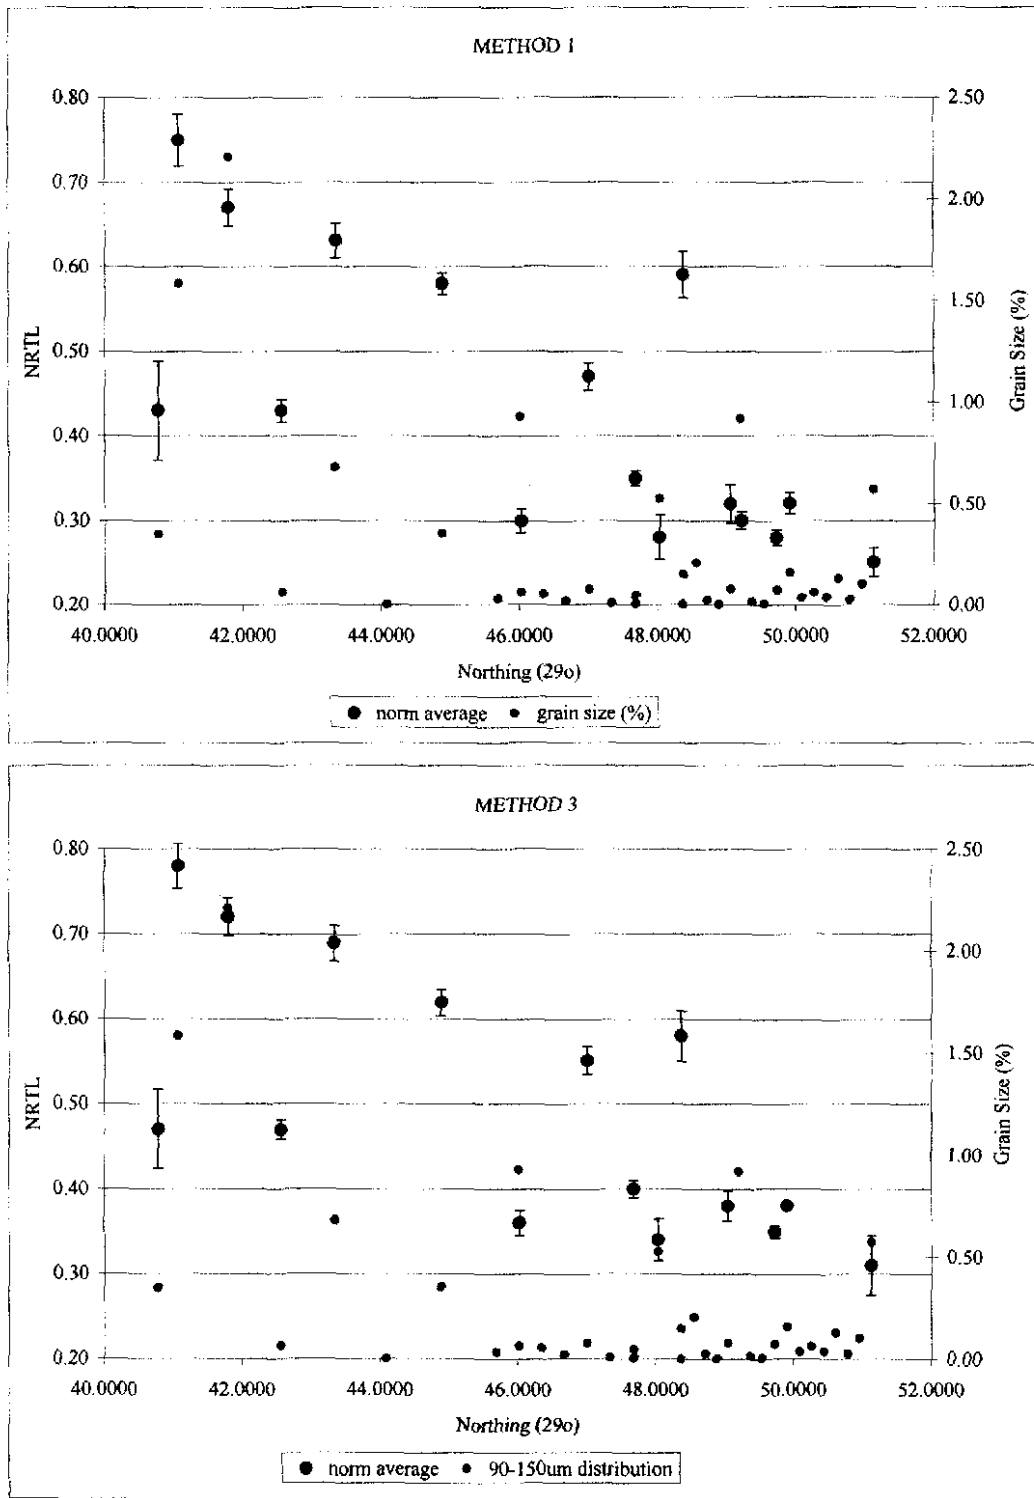 METHOD 1
0.80
0.70
0.60
0.50
0.40
0.30
0.20
NRTL
2.50
2.00
1.50
1.00
0.50
0.00
Grain Size (%)
40.0000 42.0000 44.0000 46.0000 48.0000 50.0000 52.0000
Northing (29o)
norm average grain size (%)
METHOD 3
0.80
0.70
0.60
0.50
0.40
0.30
0.20
NRTL
2.50
2.00
1.50
1.00
0.50
0.00
Grain Size (%)
40.0000 42.0000 44.0000 46.0000 48.0000 50.0000 52.0000
Northing (29o)
norm average 90-150um distribution